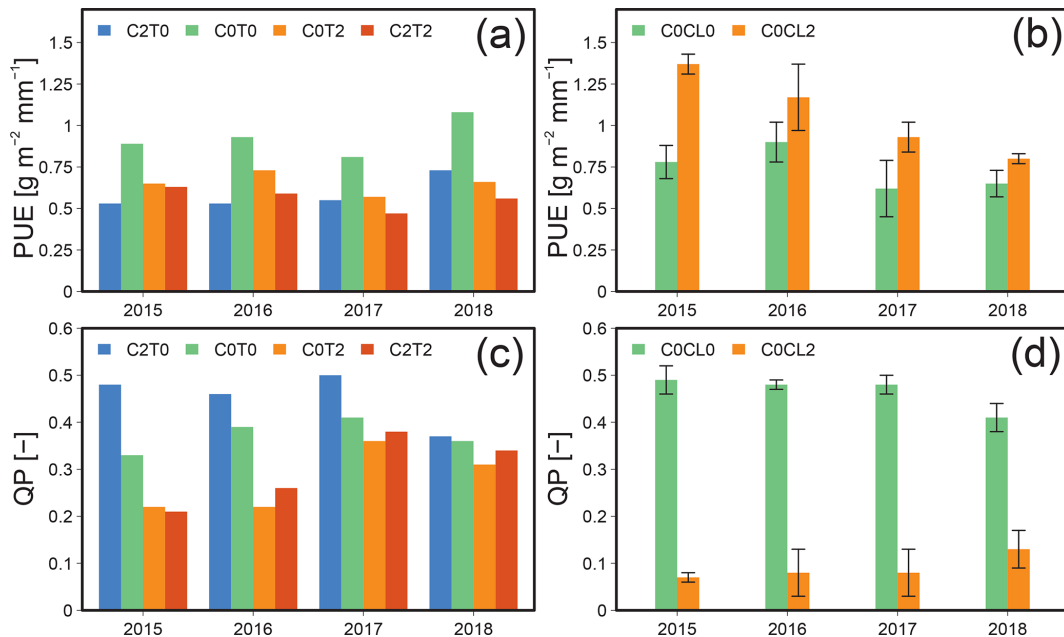 C2T0 C0T0 C0T2 C2T2 (a)
PUE [g m⁻² mm⁻¹]
1.5
1.25
1
0.75
0.5
0.25
0
2015 2016 2017 2018
C0CL0 C0CL2 (b)
PUE [g m⁻² mm⁻¹]
1.5
1.25
1
0.75
0.5
0.25
0
2015 2016 2017 2018
C2T0 C0T0 C0T2 C2T2 (c)
QP [−]
0.6
0.5
0.4
0.3
0.2
0.1
0
2015 2016 2017 2018
C0CL0 C0CL2 (d)
QP [−]
0.6
0.5
0.4
0.3
0.2
0.1
0
2015 2016 2017 2018